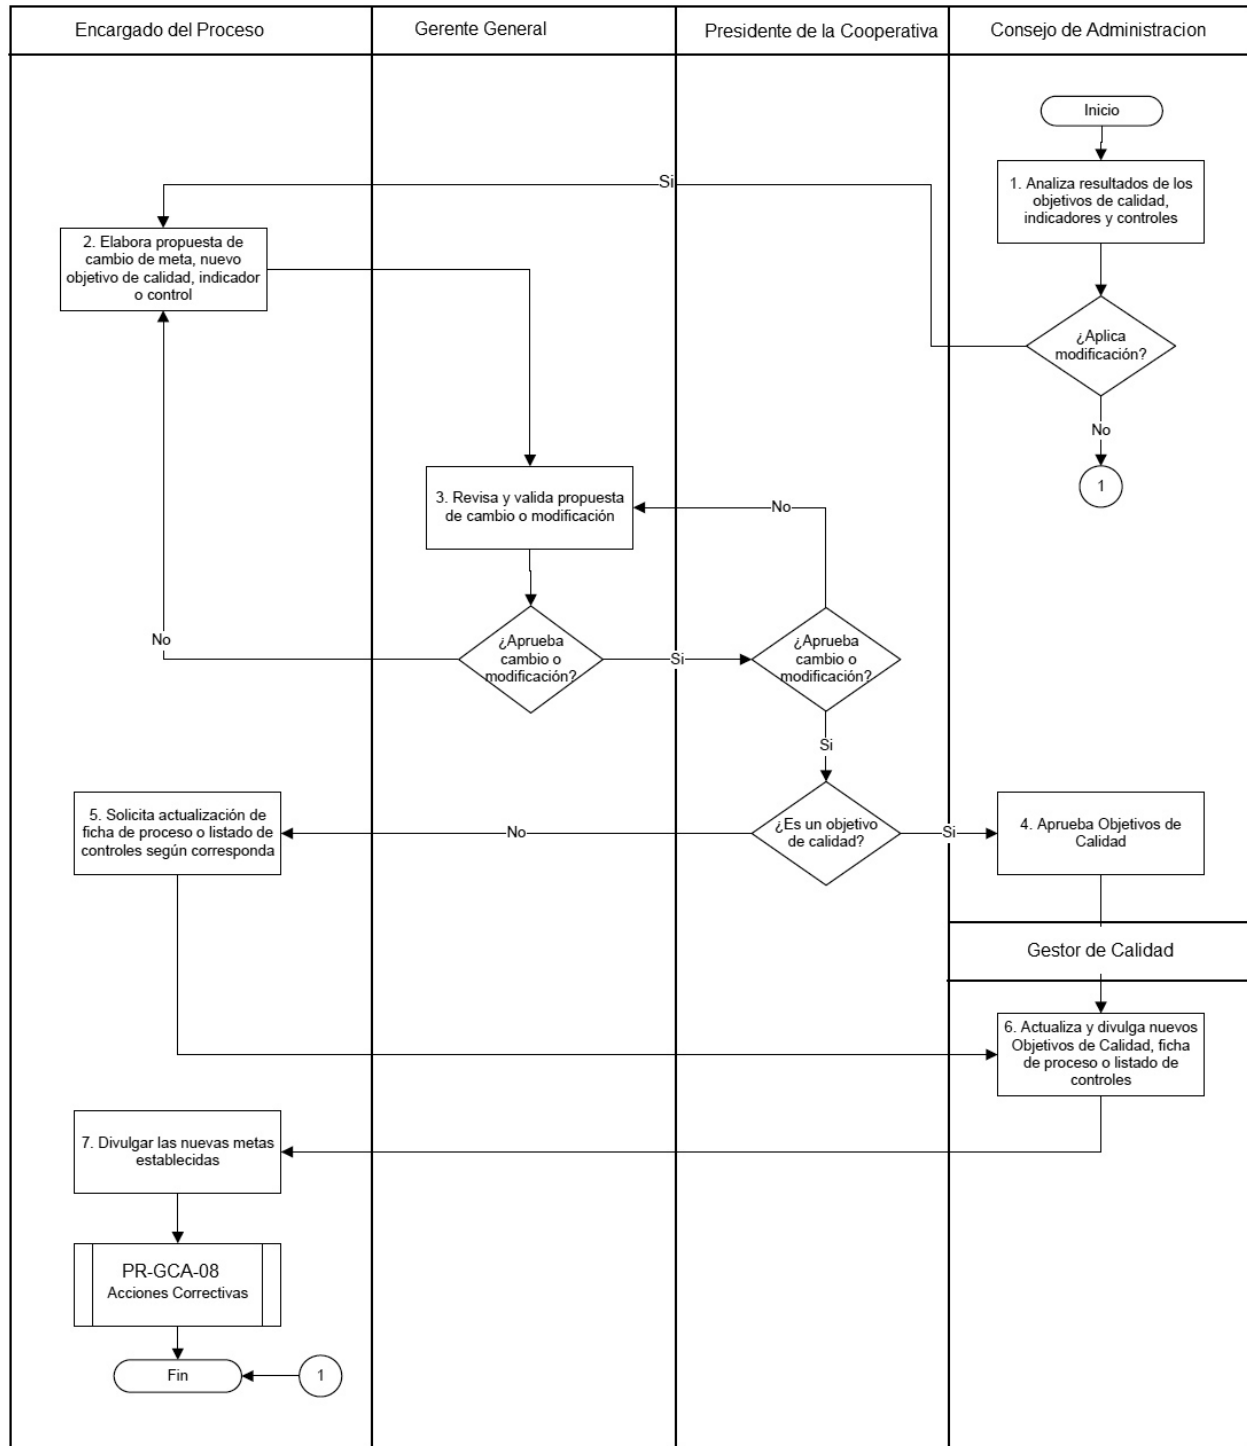 Encargado del Proceso
Gerente General
Presidente de la Cooperativa
Consejo de Administracion
Inicio
1. Analiza resultados de los
objetivos de calidad,
indicadores y controles
Si
2. Elabora propuesta de
cambio de meta, nuevo
objetivo de calidad, indicador
o control
¿Aplica
modificación?
No
1
3. Revisa y valida propuesta
de cambio o modificación
No
No
¿Aprueba
cambio o
modificación?
Si
¿Aprueba
cambio o
modificación?
Si
5. Solicita actualización de
ficha de proceso o listado de
controles según corresponda
No
¿Es un objetivo
de calidad?
Si
4. Aprueba Objetivos de
Calidad
Gestor de Calidad
6. Actualiza y divulga nuevos
Objetivos de Calidad, ficha
de proceso o listado de
controles
7. Divulgar las nuevas metas
establecidas
PR-GCA-08
Acciones Correctivas
Fin
1